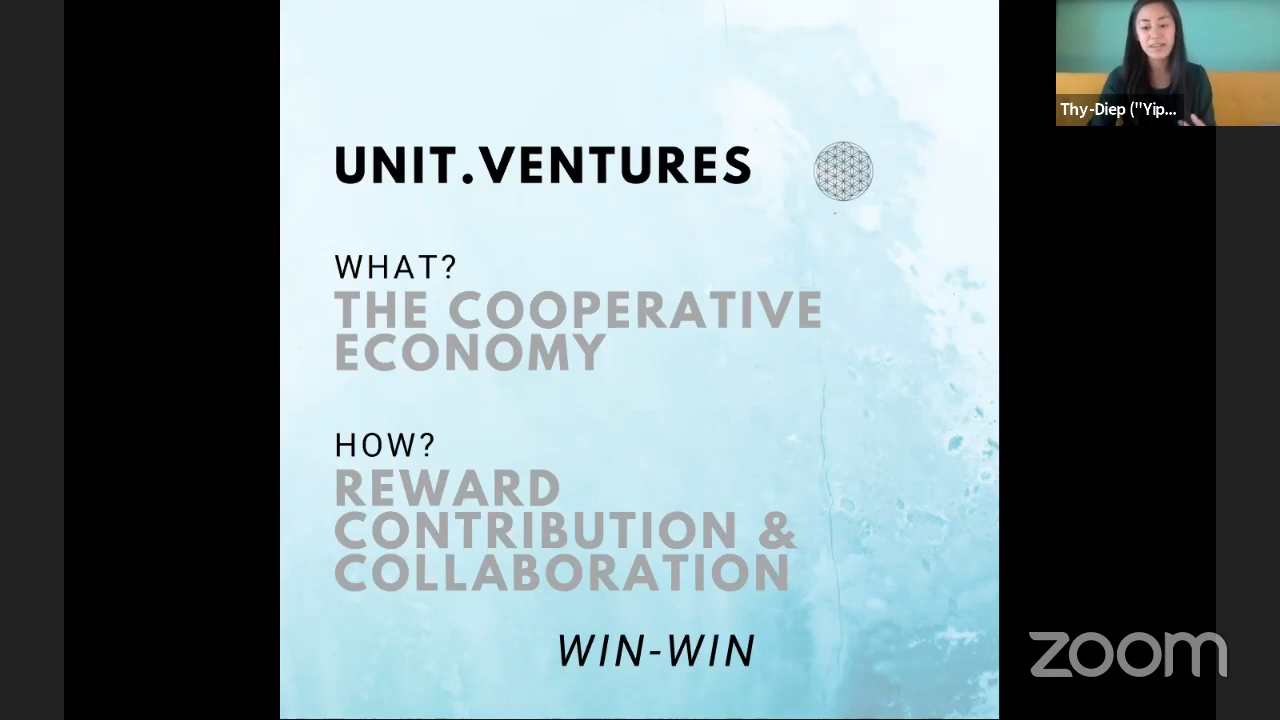 Thy-Diep ("Yip...
UNIT.VENTURES
WHAT?
THE COOPERATIVE
ECONOMY
HOW?
REWARD
CONTRIBUTION &
COLLABORATION
WIN-WIN
zoom